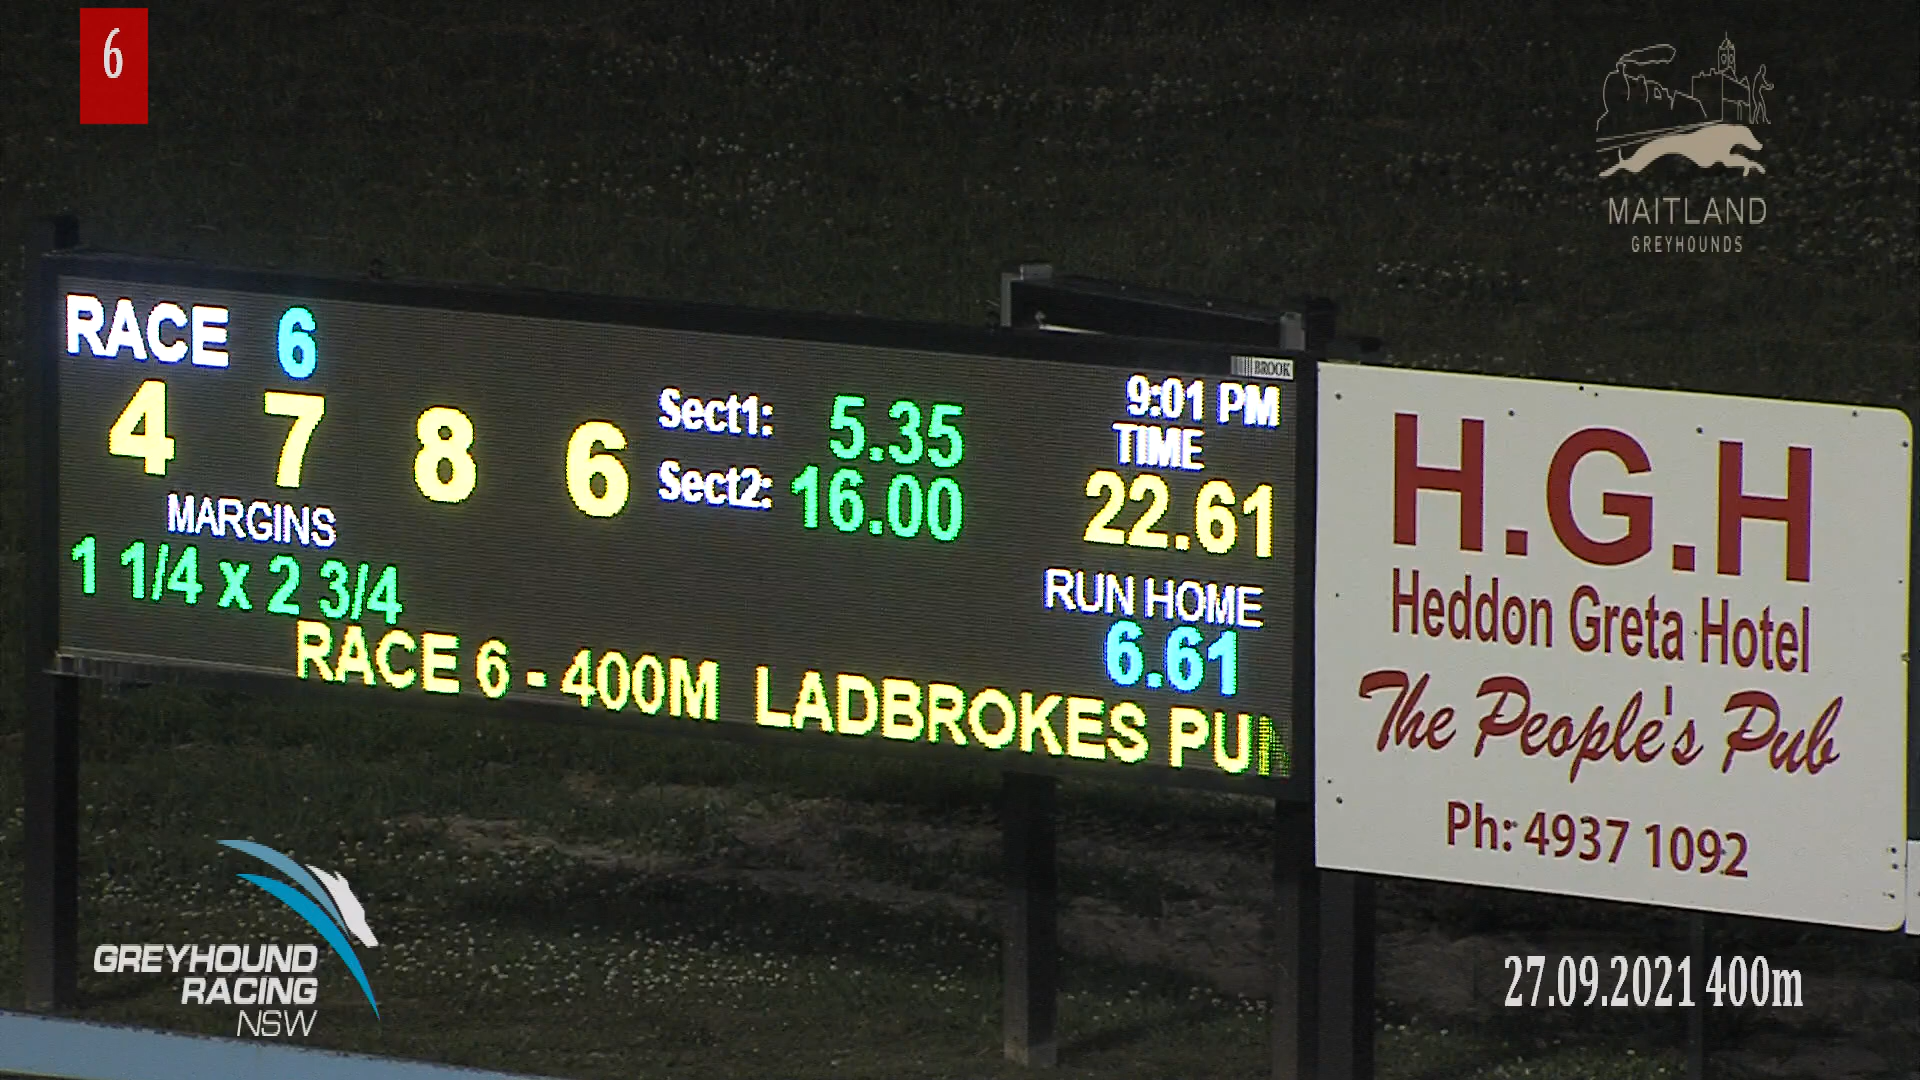 6
MAITLAND
GREYHOUNDS
RACE 6
BROOK
4 7 8 6
Sect1: 5.35
Sect2: 16.00
9:01 PM
TIME
22.61
MARGINS
1 1/4 x 2 3/4
RUN HOME
6.61
RACE 6 - 400M LADBROKES PUN
H.G.H
Heddon Greta Hotel
The People's Pub
Ph: 4937 1092
GREYHOUND
RACING
NSW
27.09.2021 400m